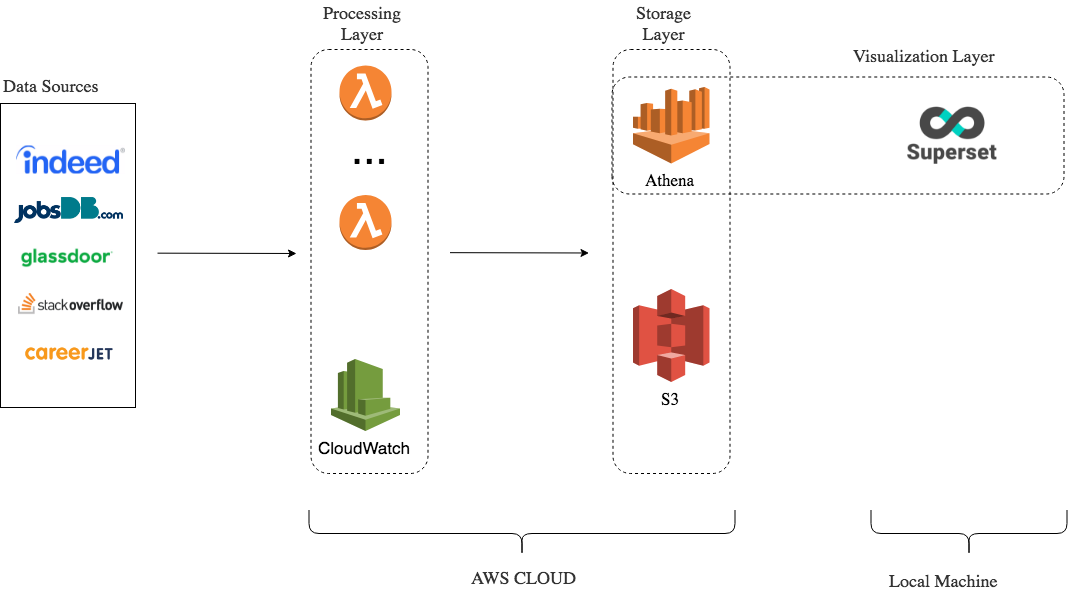 Processing
Layer
Storage
Layer
Visualization Layer
Data Sources
indeed
jobsDB.com
glassdoor
stackoverflow
careerJET
λ
...
λ
CloudWatch
Athena
S3
Superset
AWS CLOUD
Local Machine